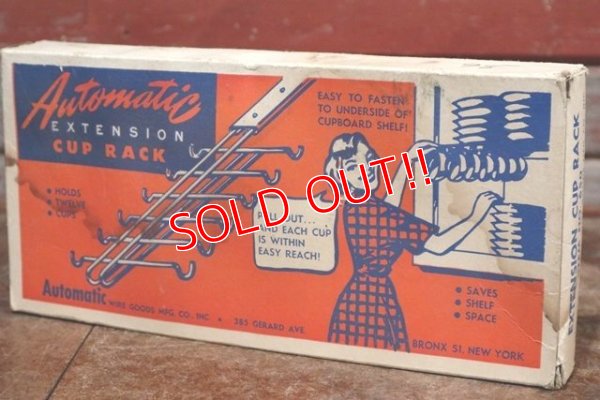 Automatic
EXTENSION
CUP RACK
• HOLDS
• TWELVE
• CUPS
EASY TO FASTEN
TO UNDERSIDE OF
CUPBOARD SHELF!
SOLD OUT!!
PULL OUT...
AND EACH CUP
IS WITHIN
EASY REACH!
• SAVES
• SHELF
• SPACE
Automatic WIRE GOODS MFG. CO., INC • 385 GERARD AVE.
BRONX 51, NEW YORK
EXTENSION CUP RACK